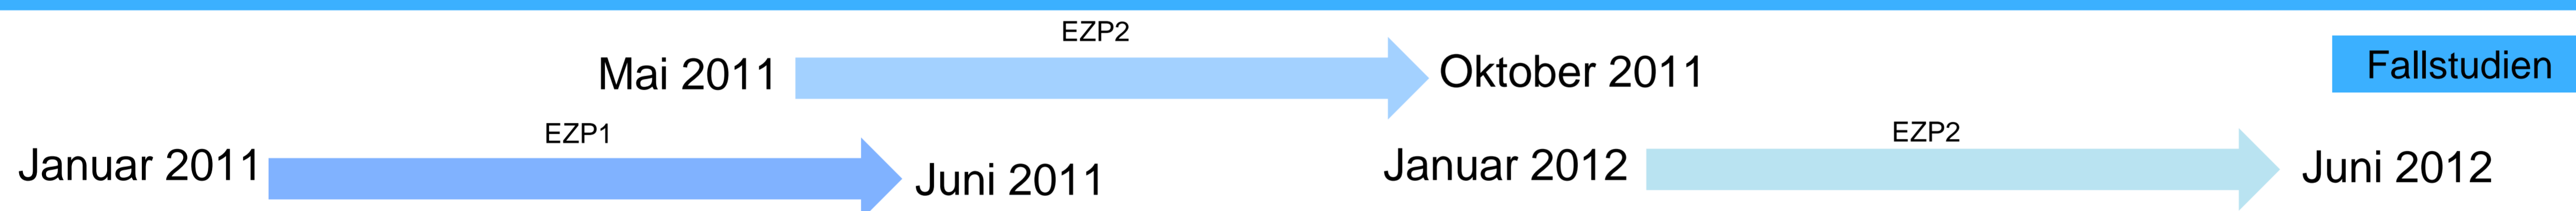 EZP2
Mai 2011 Oktober 2011
Fallstudien
EZP1
Januar 2011 Juni 2011
EZP2
Januar 2012 Juni 2012